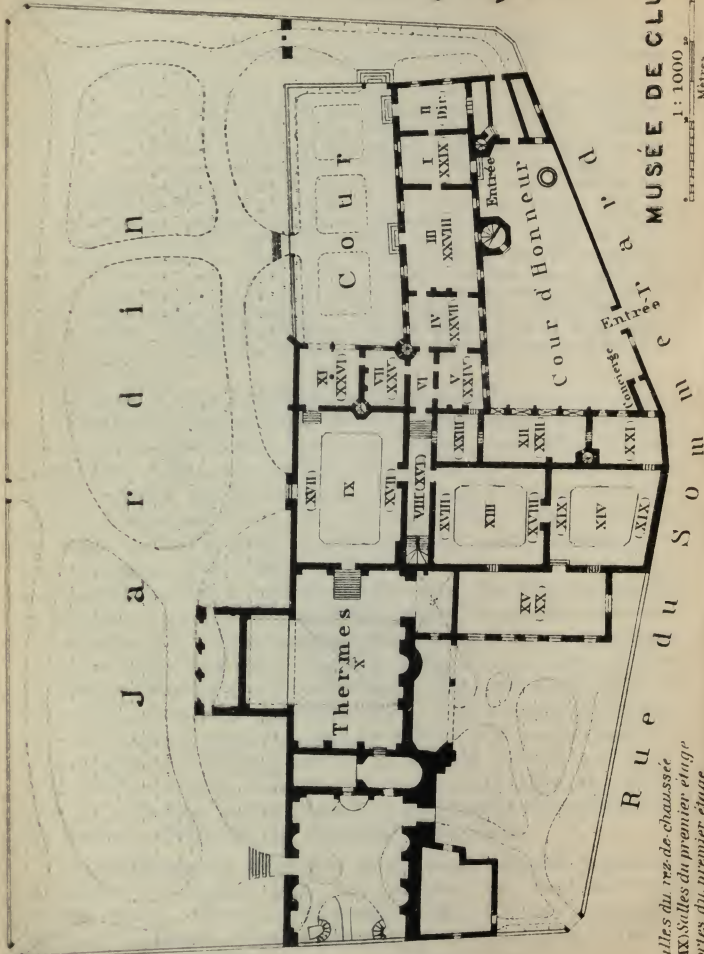 MUSÉE DE CLU
1:1000
Mètres
Jardin
Cour
Thermes
X
XI
(XXVI)
VII
(XXV)
VI
V
(XXIV)
IV
(XXVII)
III
(XXVIII)
I
(XXIX)
II
Dir.
(XVII)
IX
(XVII)
VIII (XVI)
(XXIII)
XII
(XXII)
(XXI)
(XVIII)
XIII
(XVIII)
(XIX)
XIV
(XIX)
XV
(XX)
Entrée
Cour d'Honneur
Entrée
Concierge
Rue du Sommerard
lles du rez-de-chaussée
IX) Salles du premier étage
rtes du premier étage